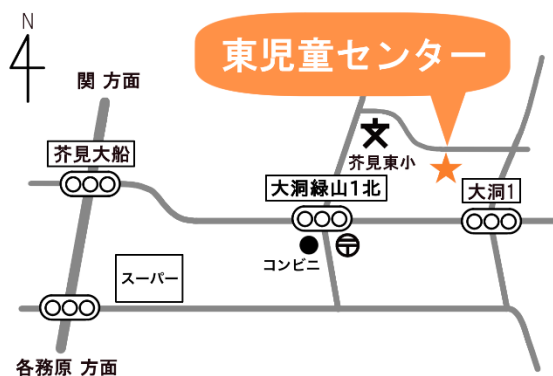 N
東児童センター
関 方面
芥見大船
芥見東小
大洞緑山1北
大洞1
コンビニ
スーパー
各務原 方面